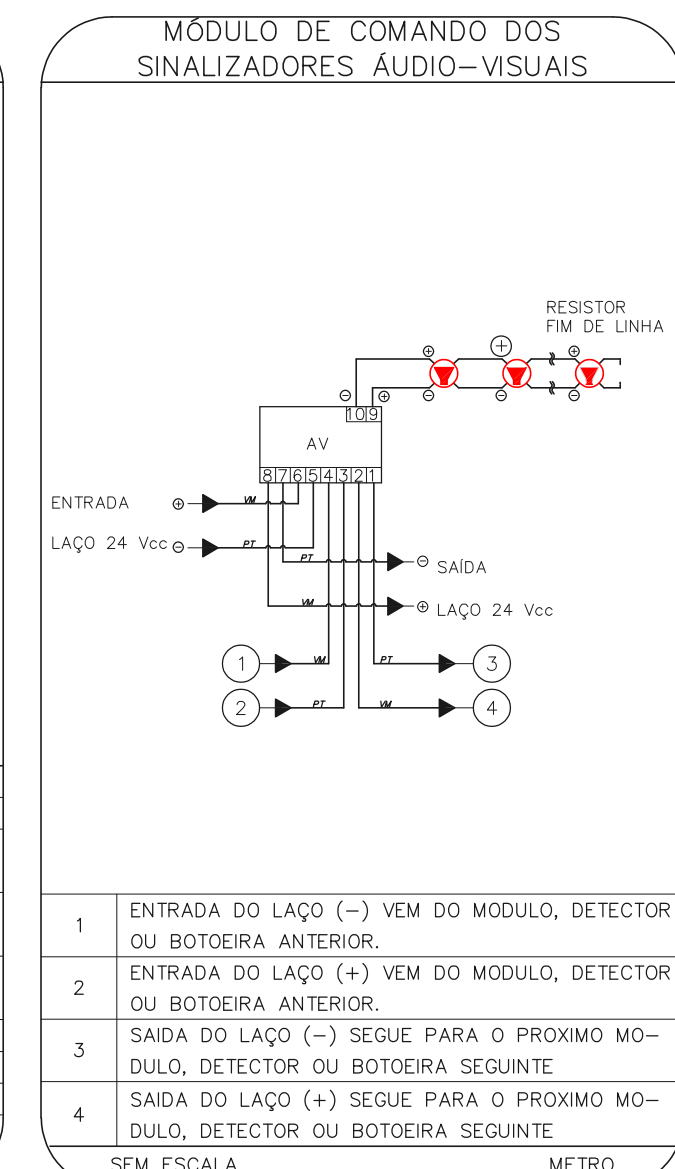 MÓDULO DE COMANDO DOS
SINALIZADORES ÁUDIO-VISUAIS
RESISTOR
FIM DE LINHA
10 9
AV
8 7 6 5 4 3 2 1
ENTRADA
VM
LAÇO 24 Vcc
PT
PT
SAÍDA
VM
LAÇO 24 Vcc
1
VM
PT
3
2
PT
VM
4
1
ENTRADA DO LAÇO (-) VEM DO MODULO, DETECTOR
OU BOTOEIRA ANTERIOR.
2
ENTRADA DO LAÇO (+) VEM DO MODULO, DETECTOR
OU BOTOEIRA ANTERIOR.
3
SAIDA DO LAÇO (-) SEGUE PARA O PROXIMO MO-
DULO, DETECTOR OU BOTOEIRA SEGUINTE
4
SAIDA DO LAÇO (+) SEGUE PARA O PROXIMO MO-
DULO, DETECTOR OU BOTOEIRA SEGUINTE
SEM ESCALA METRO